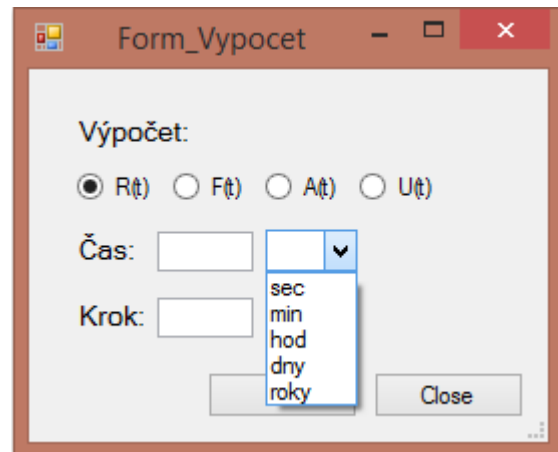 Form_Vypocet
Výpočet:
R(t) F(t) A(t) U(t)
Čas:
sec
min
hod
dny
roky
Krok:
Close